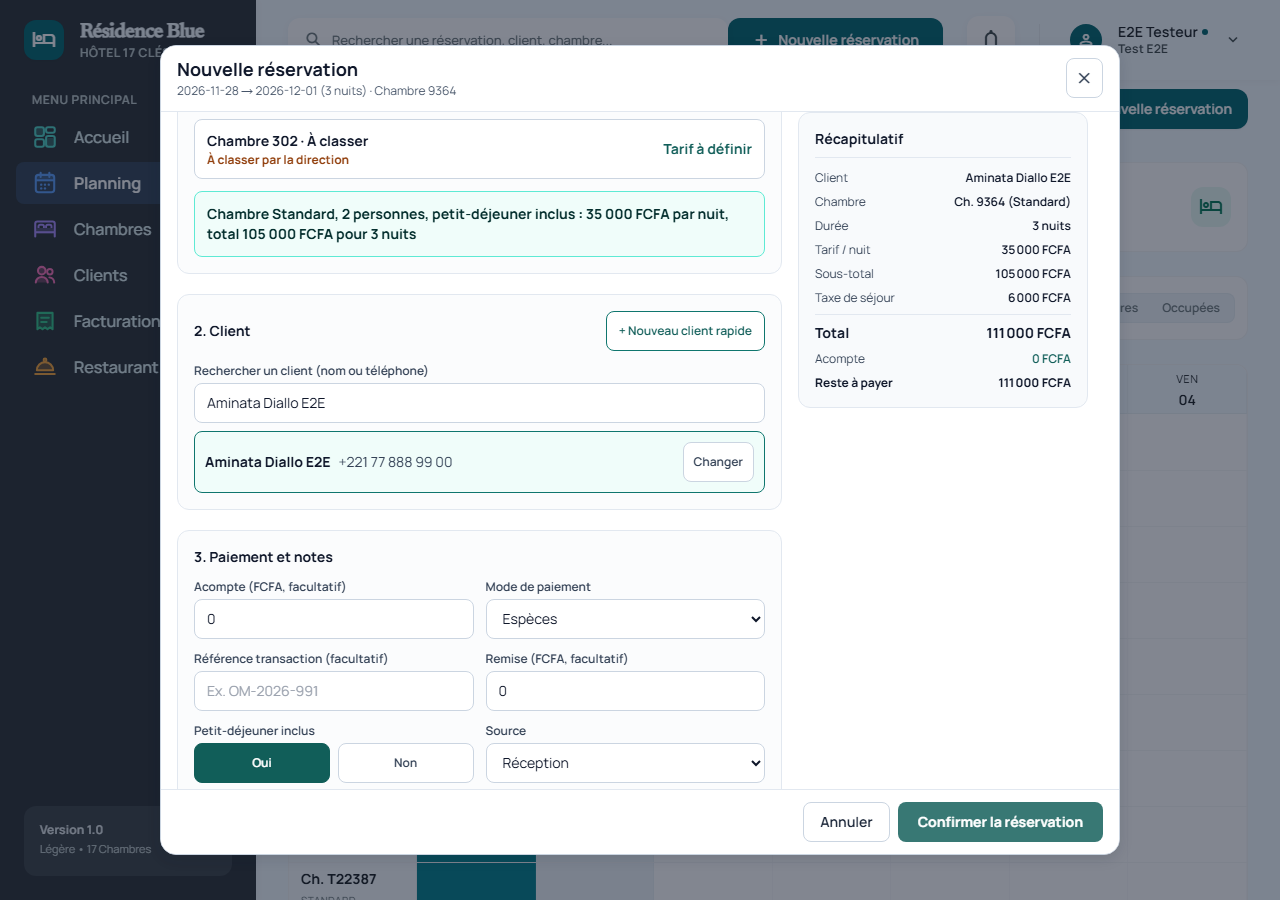 Résidence Blue
HÔTEL 17 CLÉ
MENU PRINCIPAL
Accueil
Planning
Chambres
Clients
Facturation
Restaurant
Version 1.0
Légère • 17 Chambres
Rechercher une réservation, client, chambre...
+ Nouvelle réservation
E2E Testeur
Test E2E
velle réservation
Nouvelle réservation
2026-11-28 → 2026-12-01 (3 nuits) · Chambre 9364
Chambre 302 · À classer
À classer par la direction
Tarif à définir
Chambre Standard, 2 personnes, petit-déjeuner inclus : 35 000 FCFA par nuit,
total 105 000 FCFA pour 3 nuits
2. Client
+ Nouveau client rapide
Rechercher un client (nom ou téléphone)
Aminata Diallo E2E
Aminata Diallo E2E +221 77 888 99 00
Changer
3. Paiement et notes
Acompte (FCFA, facultatif)
Mode de paiement
0
Espèces
Référence transaction (facultatif)
Remise (FCFA, facultatif)
Ex. OM-2026-991
0
Petit-déjeuner inclus
Source
Oui
Non
Réception
Récapitulatif
Client Aminata Diallo E2E
Chambre Ch. 9364 (Standard)
Durée 3 nuits
Tarif / nuit 35 000 FCFA
Sous-total 105 000 FCFA
Taxe de séjour 6 000 FCFA
Total 111 000 FCFA
Acompte 0 FCFA
Reste à payer 111 000 FCFA
Annuler
Confirmer la réservation
res
Occupées
VEN
04
Ch. T22387